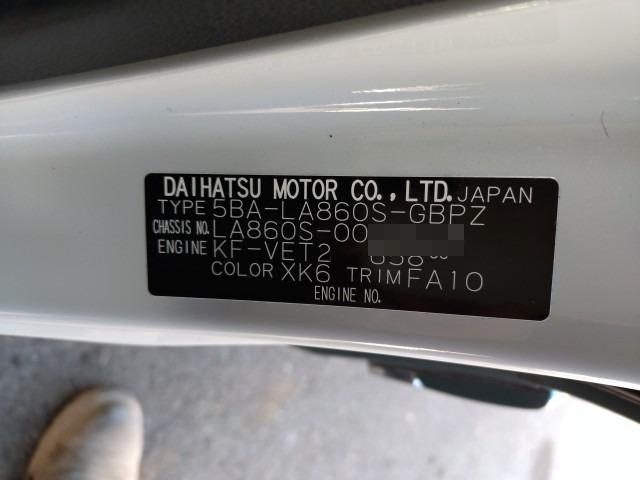 DAIHATSU MOTOR CO., LTD. JAPAN
TYPE 5BA-LA860S-GBPZ
CHASSIS NO. LA860S-00
ENGINE KF-VET2 658
COLOR XK6 TRIM FA10
ENGINE NO.